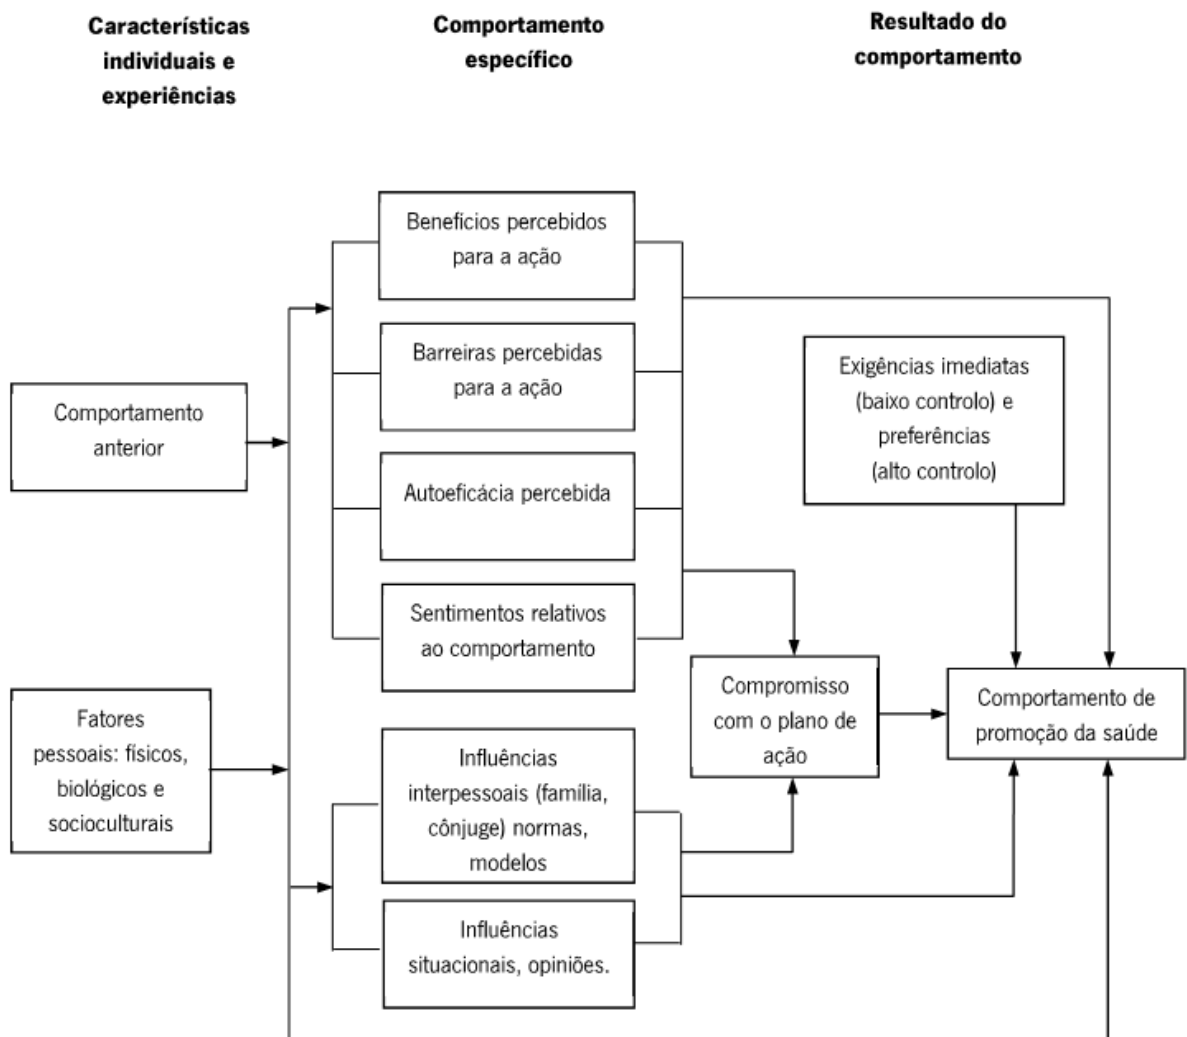 Características
individuais e
experiências
Comportamento
específico
Resultado do
comportamento
Benefícios percebidos
para a ação
Barreiras percebidas
para a ação
Exigências imediatas
(baixo controlo) e
preferências
(alto controlo)
Comportamento
anterior
Autoeficácia percebida
Sentimentos relativos
ao comportamento
Fatores
pessoais: físicos,
biológicos e
socioculturais
Compromisso
com o plano de
ação
Comportamento de
promoção da saúde
Influências
interpessoais (família,
cônjuge) normas,
modelos
Influências
situacionais, opiniões.